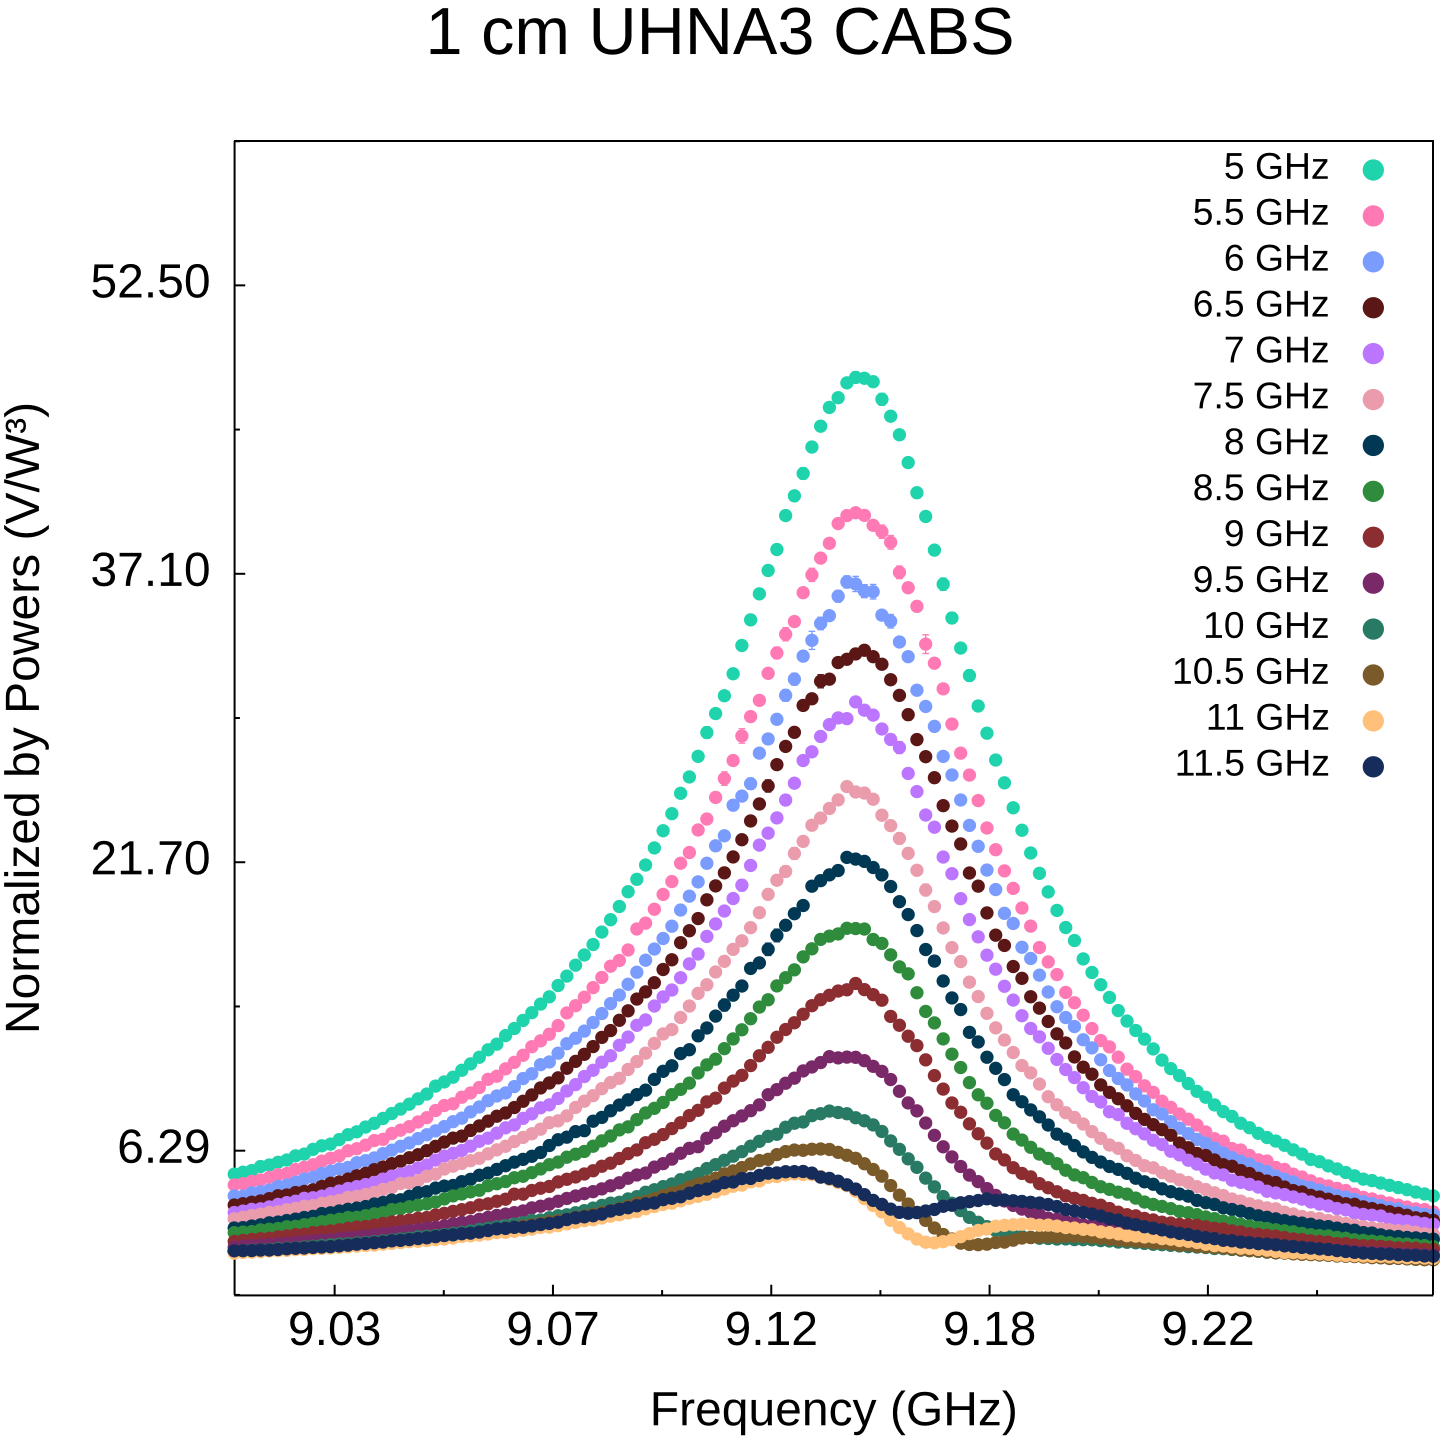 1 cm UHNA3 CABS
5 GHz
5.5 GHz
6 GHz
6.5 GHz
7 GHz
7.5 GHz
8 GHz
8.5 GHz
9 GHz
9.5 GHz
10 GHz
10.5 GHz
11 GHz
11.5 GHz
Normalized by Powers (V/W³)
52.50
37.10
21.70
6.29
9.03 9.07 9.12 9.18 9.22
Frequency (GHz)